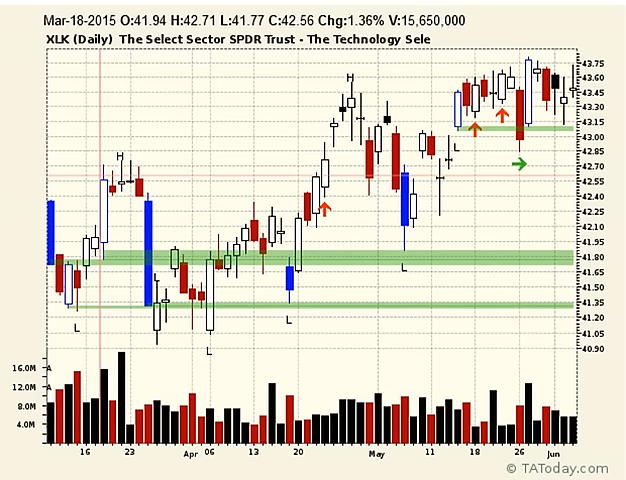 Mar-18-2015 O:41.94 H:42.71 L:41.77 C:42.56 Chg:1.36% V:15,650,000
XLK (Daily) The Select Sector SPDR Trust - The Technology Sele
43.75
43.60
43.45
43.30
43.15
43.00
42.85
42.70
42.55
42.40
42.25
42.10
41.95
41.80
41.65
41.50
41.35
41.20
41.05
40.90
H
H
L
L
L
L
L
L
16.0M
12.0M
8.0M
4.0M
A
A
16 23 Apr 06 13 20 May 11 18 26 Jun
© TAToday.com